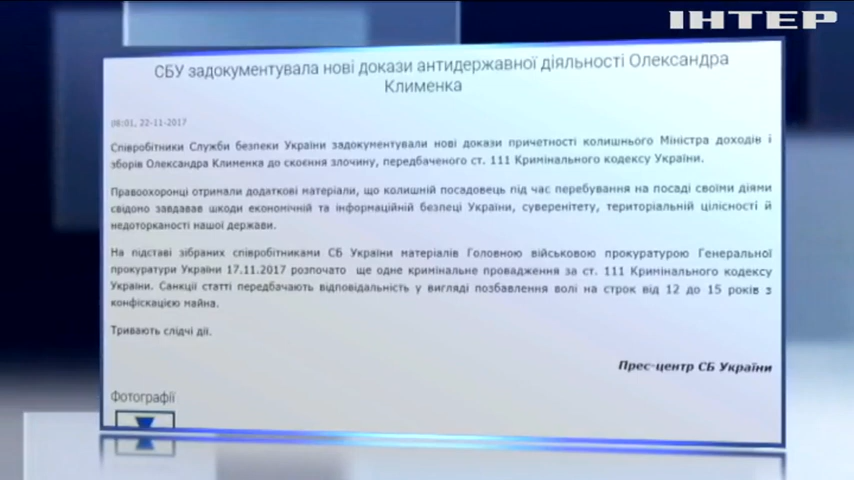 ІНТЕР
СБУ задокументувала нові докази антидержавної діяльності Олександра
Клименка
08:01, 22-11-2017
Співробітники Служби безпеки України задокументували нові докази причетності колишнього Міністра доходів і
зборів Олександра Клименка до скоєння злочину, передбаченого ст. 111 Кримінального кодексу України.
Правоохоронці отримали додаткові матеріали, що колишній посадовець під час перебування на посаді своїми діями
свідоно завдавав шкоди економічній та інформаційній безпеці України, суверенітету, територіальній цілісності й
недоторканості нашої держави.
На підставі зібраних співробітниками СБ України матеріалів Головною військовою прокуратурою Генеральної
прокуратури України 17.11.2017 розпочато ще одне кримінальне провадження за ст. 111 Кримінального кодексу
України. Санкції статті передбачають відповідальність у вигляді позбавлення волі на строк від 12 до 15 років з
конфіскацією майна.
Тривають слідчі дії.
Прес-центр СБ України
Фотографії